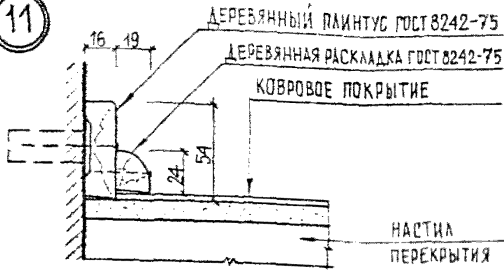 11
16 19
ДЕРЕВЯННЫЙ ПЛИНТУС ГОСТ 8242-75
ДЕРЕВЯННАЯ РАСКЛАДКА ГОСТ 8242-75
КОВРОВОЕ ПОКРЫТИЕ
24
54
НАСТИЛ
ПЕРЕКРЫТИЯ